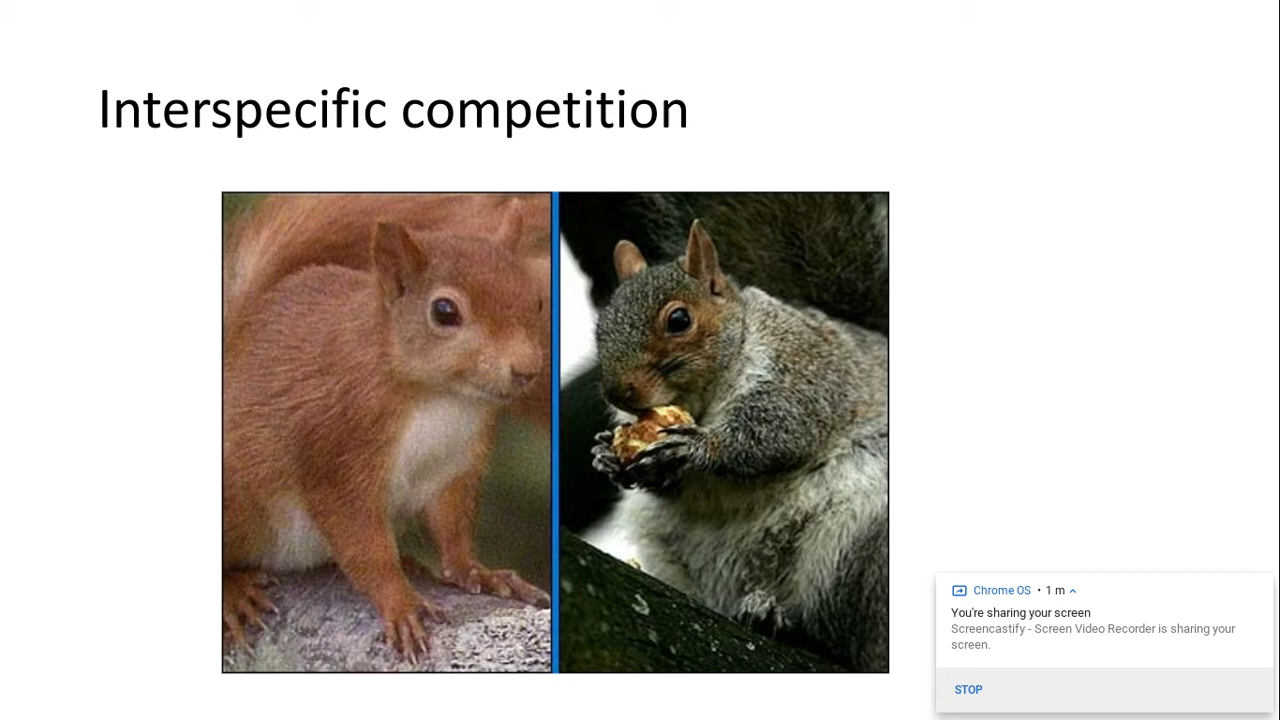 Interspecific competition
Chrome OS • 1 m
You're sharing your screen
Screencastify - Screen Video Recorder is sharing your
screen.
STOP